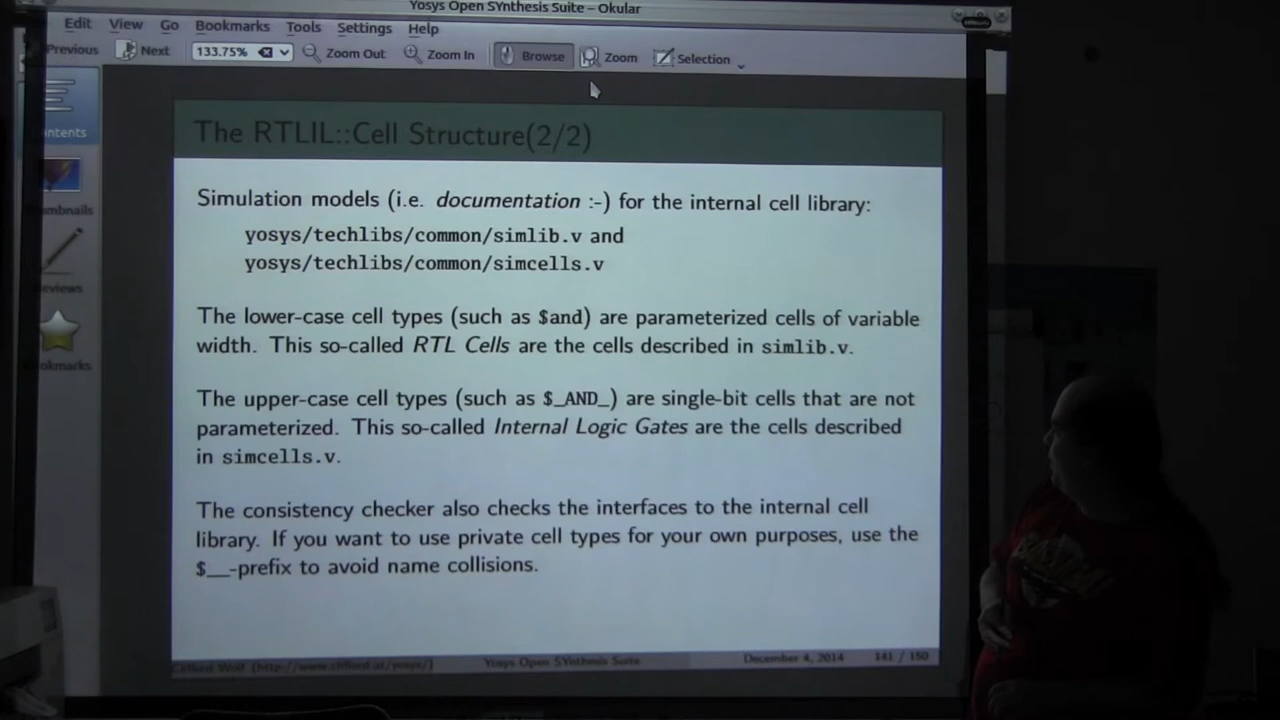 Yosys Open SYnthesis Suite – Okular
Edit View Go Bookmarks Tools Settings Help
Previous Next 133.75% Zoom Out Zoom In Browse Zoom Selection
Contents
The RTLIL::Cell Structure(2/2)
Simulation models (i.e. documentation :-) for the internal cell library:
yosys/techlibs/common/simlib.v and
yosys/techlibs/common/simcells.v
The lower-case cell types (such as $and) are parameterized cells of variable
width. This so-called RTL Cells are the cells described in simlib.v.
The upper-case cell types (such as $_AND_) are single-bit cells that are not
parameterized. This so-called Internal Logic Gates are the cells described
in simcells.v.
The consistency checker also checks the interfaces to the internal cell
library. If you want to use private cell types for your own purposes, use the
$__-prefix to avoid name collisions.
Clifford Wolf (http://www.clifford.at/yosys/) Yosys Open SYnthesis Suite December 4, 2014 141 / 150